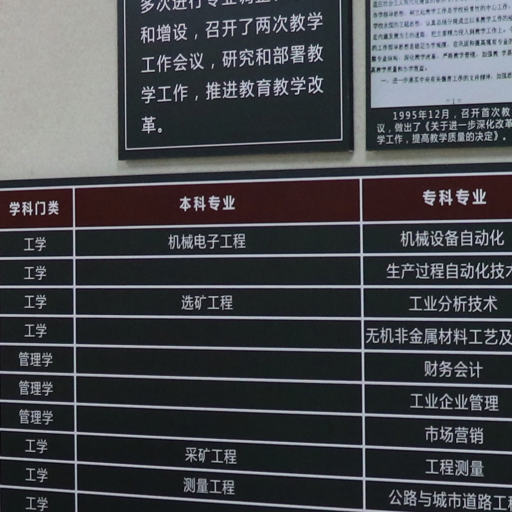 多次进行专业调整
和增设，召开了两次教学
工作会议，研究和部署教
学工作，推进教育教学改
革。
1995年12月，召开首次教
议，做出了《关于进一步深化改革
学工作，提高教学质量的决定》。
学科门类 本科专业 专科专业
工学 机械电子工程 机械设备自动化
工学 生产过程自动化技术
工学 选矿工程 工业分析技术
工学 无机非金属材料工艺及
管理学 财务会计
管理学 工业企业管理
管理学 市场营销
工学 采矿工程 工程测量
工学 测量工程 公路与城市道路工程
工学